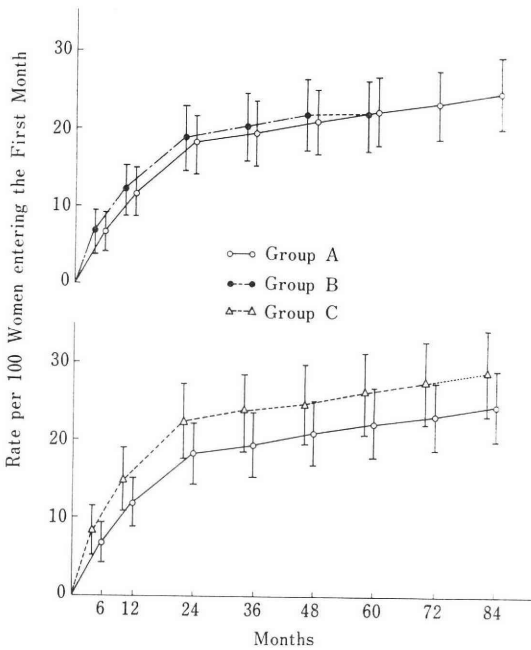 Rate per 100 Women entering the First Month
30
20
10
0
Group A
Group B
Group C
30
20
10
0
6 12 24 36 48 60 72 84
Months